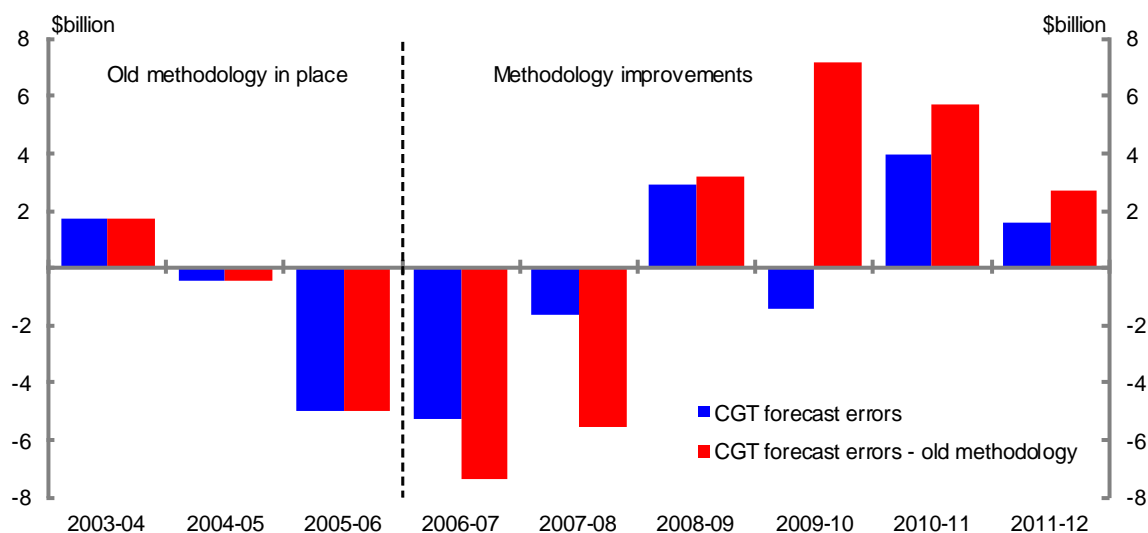 $billion $billion
8 8
Old methodology in place Methodology improvements
6 6
4 4
2 2
-2 -2
-4 -4
CGT forecast errors
-6 -6
CGT forecast errors - old methodology
-8 -8
2003-04 2004-05 2005-06 2006-07 2007-08 2008-09 2009-10 2010-11 2011-12